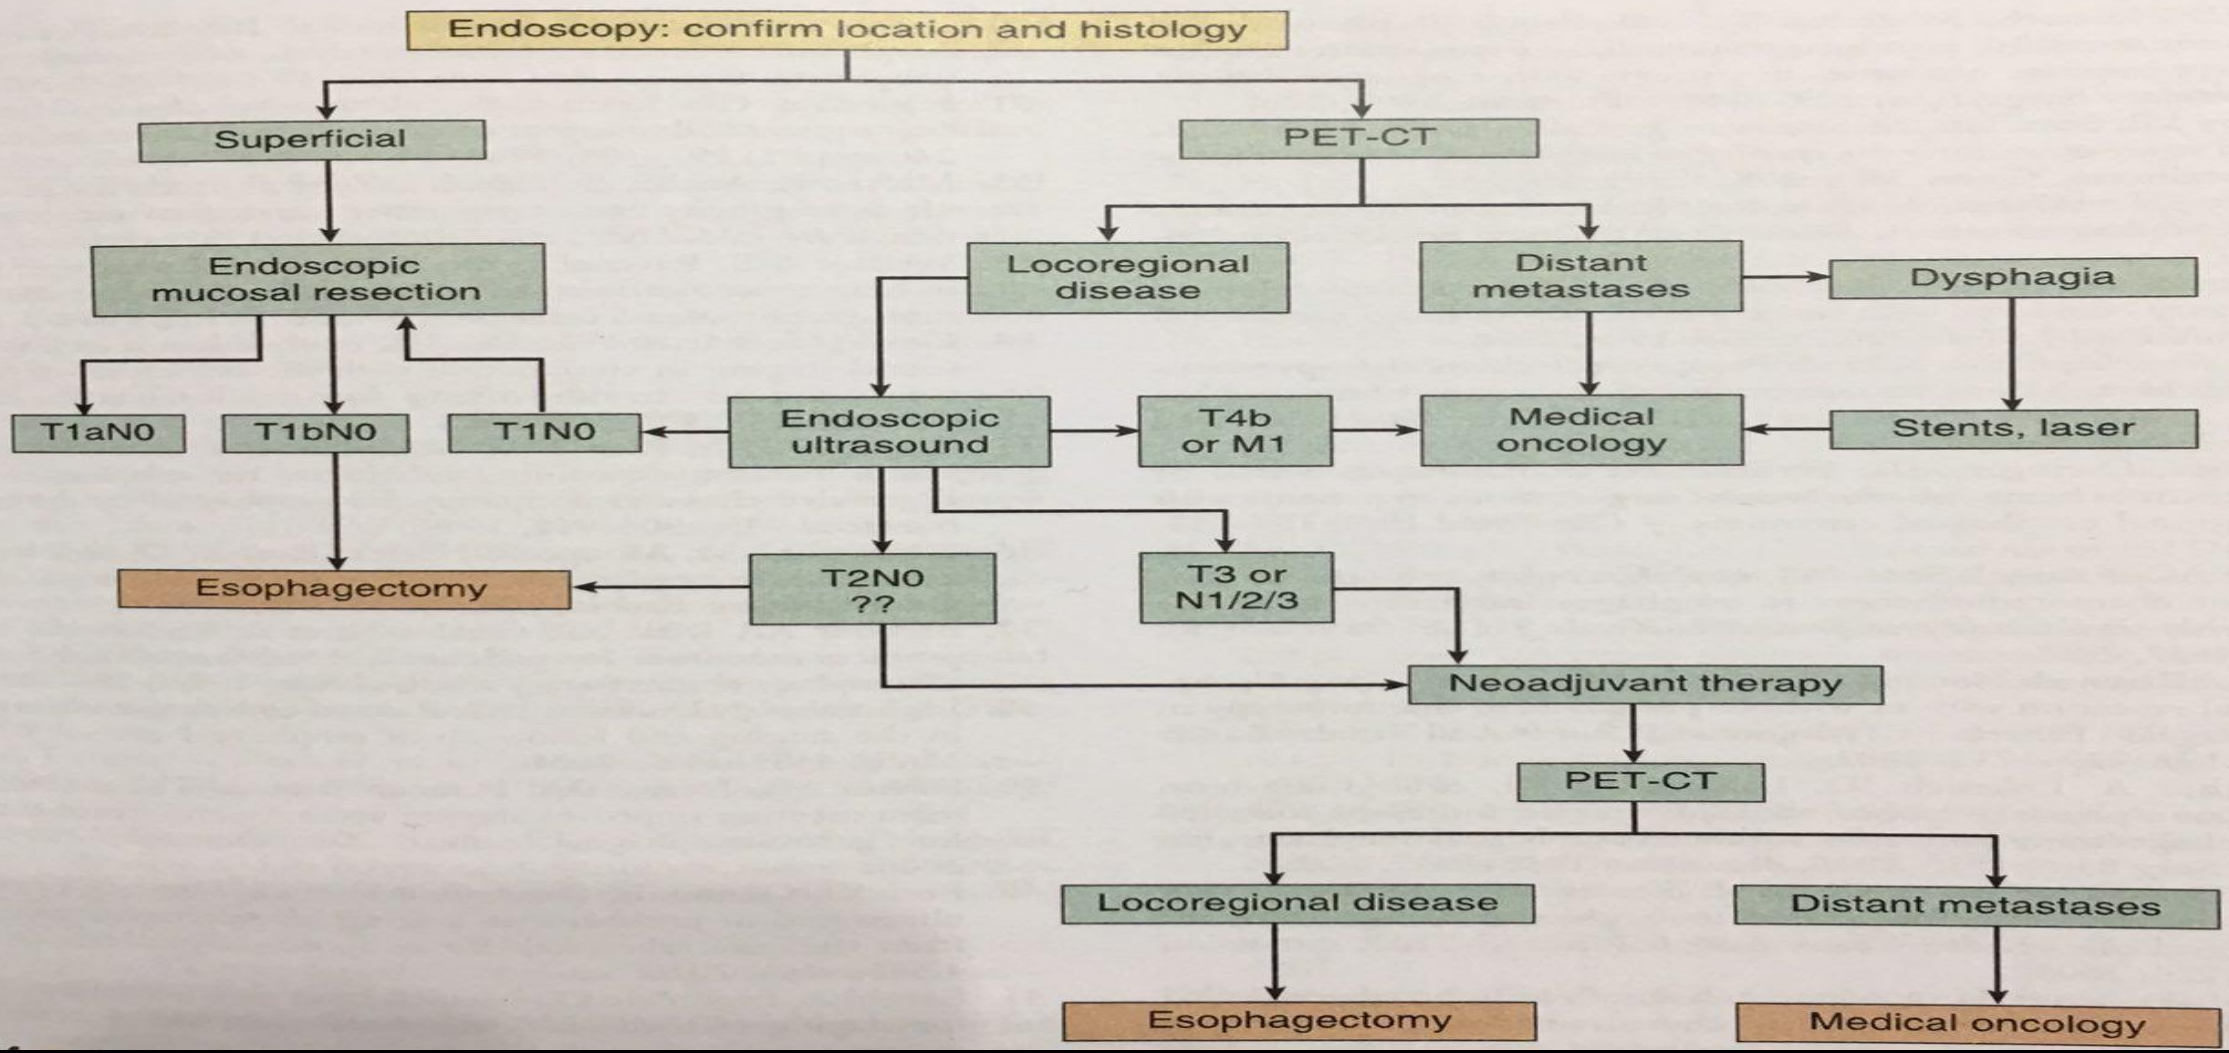 Endoscopy: confirm location and histology
Superficial
PET-CT
Endoscopic
mucosal resection
Locoregional
disease
Distant
metastases
Dysphagia
T1aN0
T1bN0
T1N0
Endoscopic
ultrasound
T4b
or M1
Medical
oncology
Stents, laser
Esophagectomy
T2N0
??
T3 or
N1/2/3
Neoadjuvant therapy
PET-CT
Locoregional disease
Distant metastases
Esophagectomy
Medical oncology